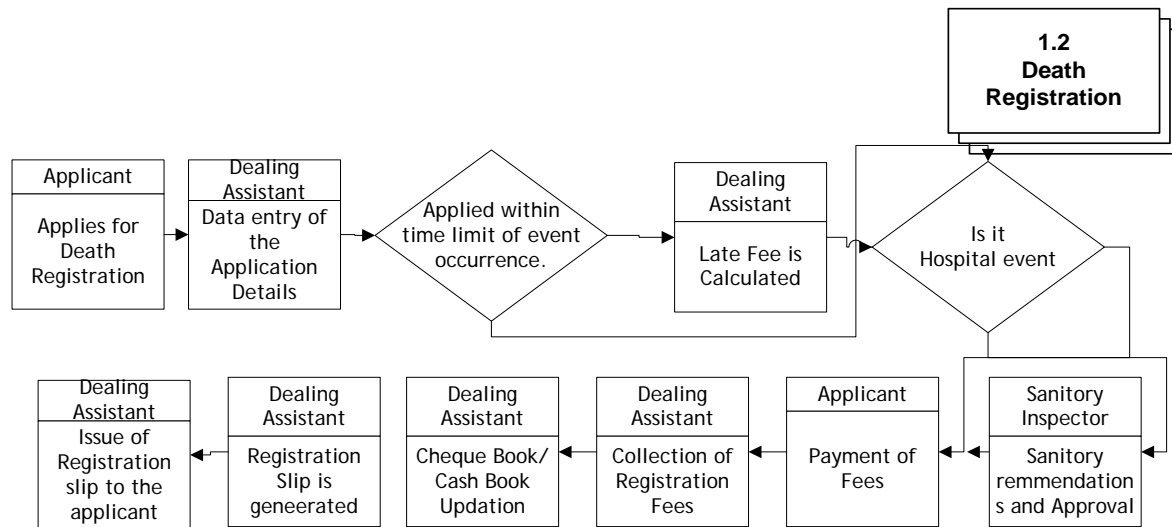 1.2
Death
Registration
Applicant
Applies for
Death
Registration
Dealing
Assistant
Data entry of
the
Application
Details
Applied within
time limit of event
occurrence.
Dealing
Assistant
Late Fee is
Calculated
Is it
Hospital event
Dealing
Assistant
Issue of
Registration
slip to the
applicant
Dealing
Assistant
Registration
Slip is
geneerated
Dealing
Assistant
Cheque Book/
Cash Book
Updation
Dealing
Assistant
Collection of
Registration
Fees
Applicant
Payment of
Fees
Sanitory
Inspector
Sanitory
remmendation
s and Approval